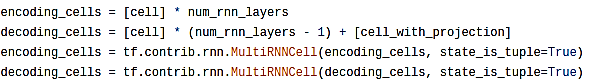 encoding_cells = [cell] * num_rnn_layers
decoding_cells = [cell] * (num_rnn_layers - 1) + [cell_with_projection]
encoding_cells = tf.contrib.rnn.MultiRNNCell(encoding_cells, state_is_tuple=True)
decoding_cells = tf.contrib.rnn.MultiRNNCell(decoding_cells, state_is_tuple=True)